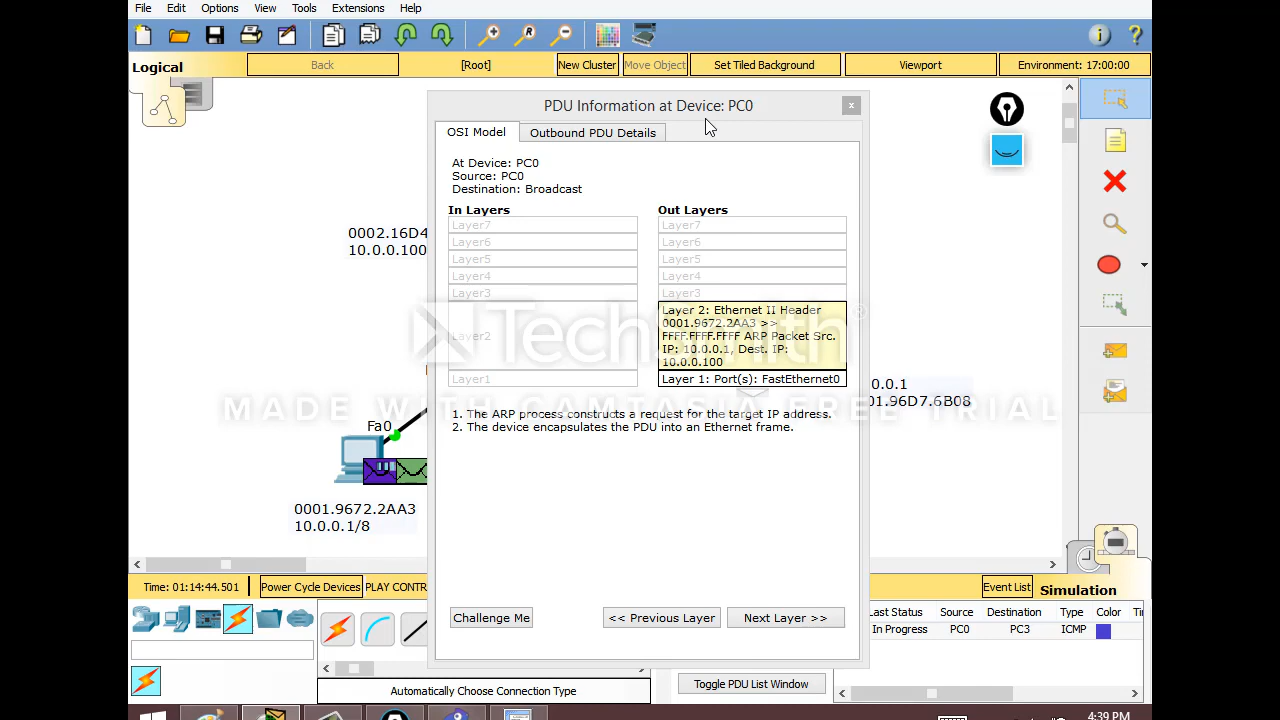 File Edit Options View Tools Extensions Help
Logical Back [Root] New Cluster Move Object Set Tiled Background Viewport Environment: 17:00:00
PDU Information at Device: PC0
OSI Model Outbound PDU Details
At Device: PC0
Source: PC0
Destination: Broadcast
In Layers Out Layers
Layer7 Layer7
Layer6 Layer6
Layer5 Layer5
Layer4 Layer4
Layer3 Layer3
Layer2
Layer 2: Ethernet II Header
0001.9672.2AA3 >>
FFFF.FFFF.FFFF ARP Packet Src.
IP: 10.0.0.1, Dest. IP:
10.0.0.100
Layer1 Layer 1: Port(s): FastEthernet0
1. The ARP process constructs a request for the target IP address.
2. The device encapsulates the PDU into an Ethernet frame.
Challenge Me << Previous Layer Next Layer >>
0002.16D4
10.0.0.100
Fa0
0001.9672.2AA3
10.0.0.1/8
.0.0.1
01.96D7.6B08
TechSmith®
MADE WITH CAMTASIA FREE TRIAL
Time: 01:14:44.501 Power Cycle Devices PLAY CONTR Event List Simulation
Last Status Source Destination Type Color Ti
In Progress PC0 PC3 ICMP
Automatically Choose Connection Type
Toggle PDU List Window
4:39 PM